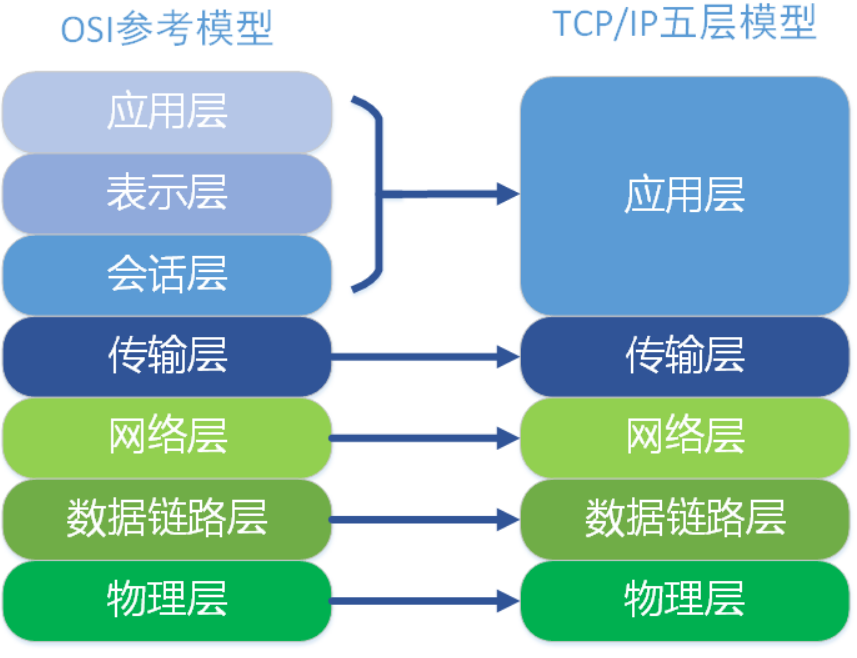 OSI参考模型
应用层
表示层
会话层
传输层
网络层
数据链路层
物理层
TCP/IP五层模型
应用层
传输层
网络层
数据链路层
物理层